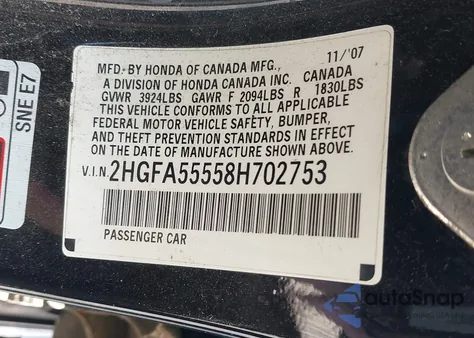 MFD. BY HONDA OF CANADA MFG., 11/'07
A DIVISION OF HONDA CANADA INC. CANADA
GVWR 3924LBS GAWR F 2094LBS R 1830LBS
THIS VEHICLE CONFORMS TO ALL APPLICABLE
FEDERAL MOTOR VEHICLE SAFETY, BUMPER,
AND THEFT PREVENTION STANDARDS IN EFFECT
ON THE DATE OF MANUFACTURE SHOWN ABOVE.
V.I.N. 2HGFA55558H702753
PASSENGER CAR
SNE E7
autoSnap